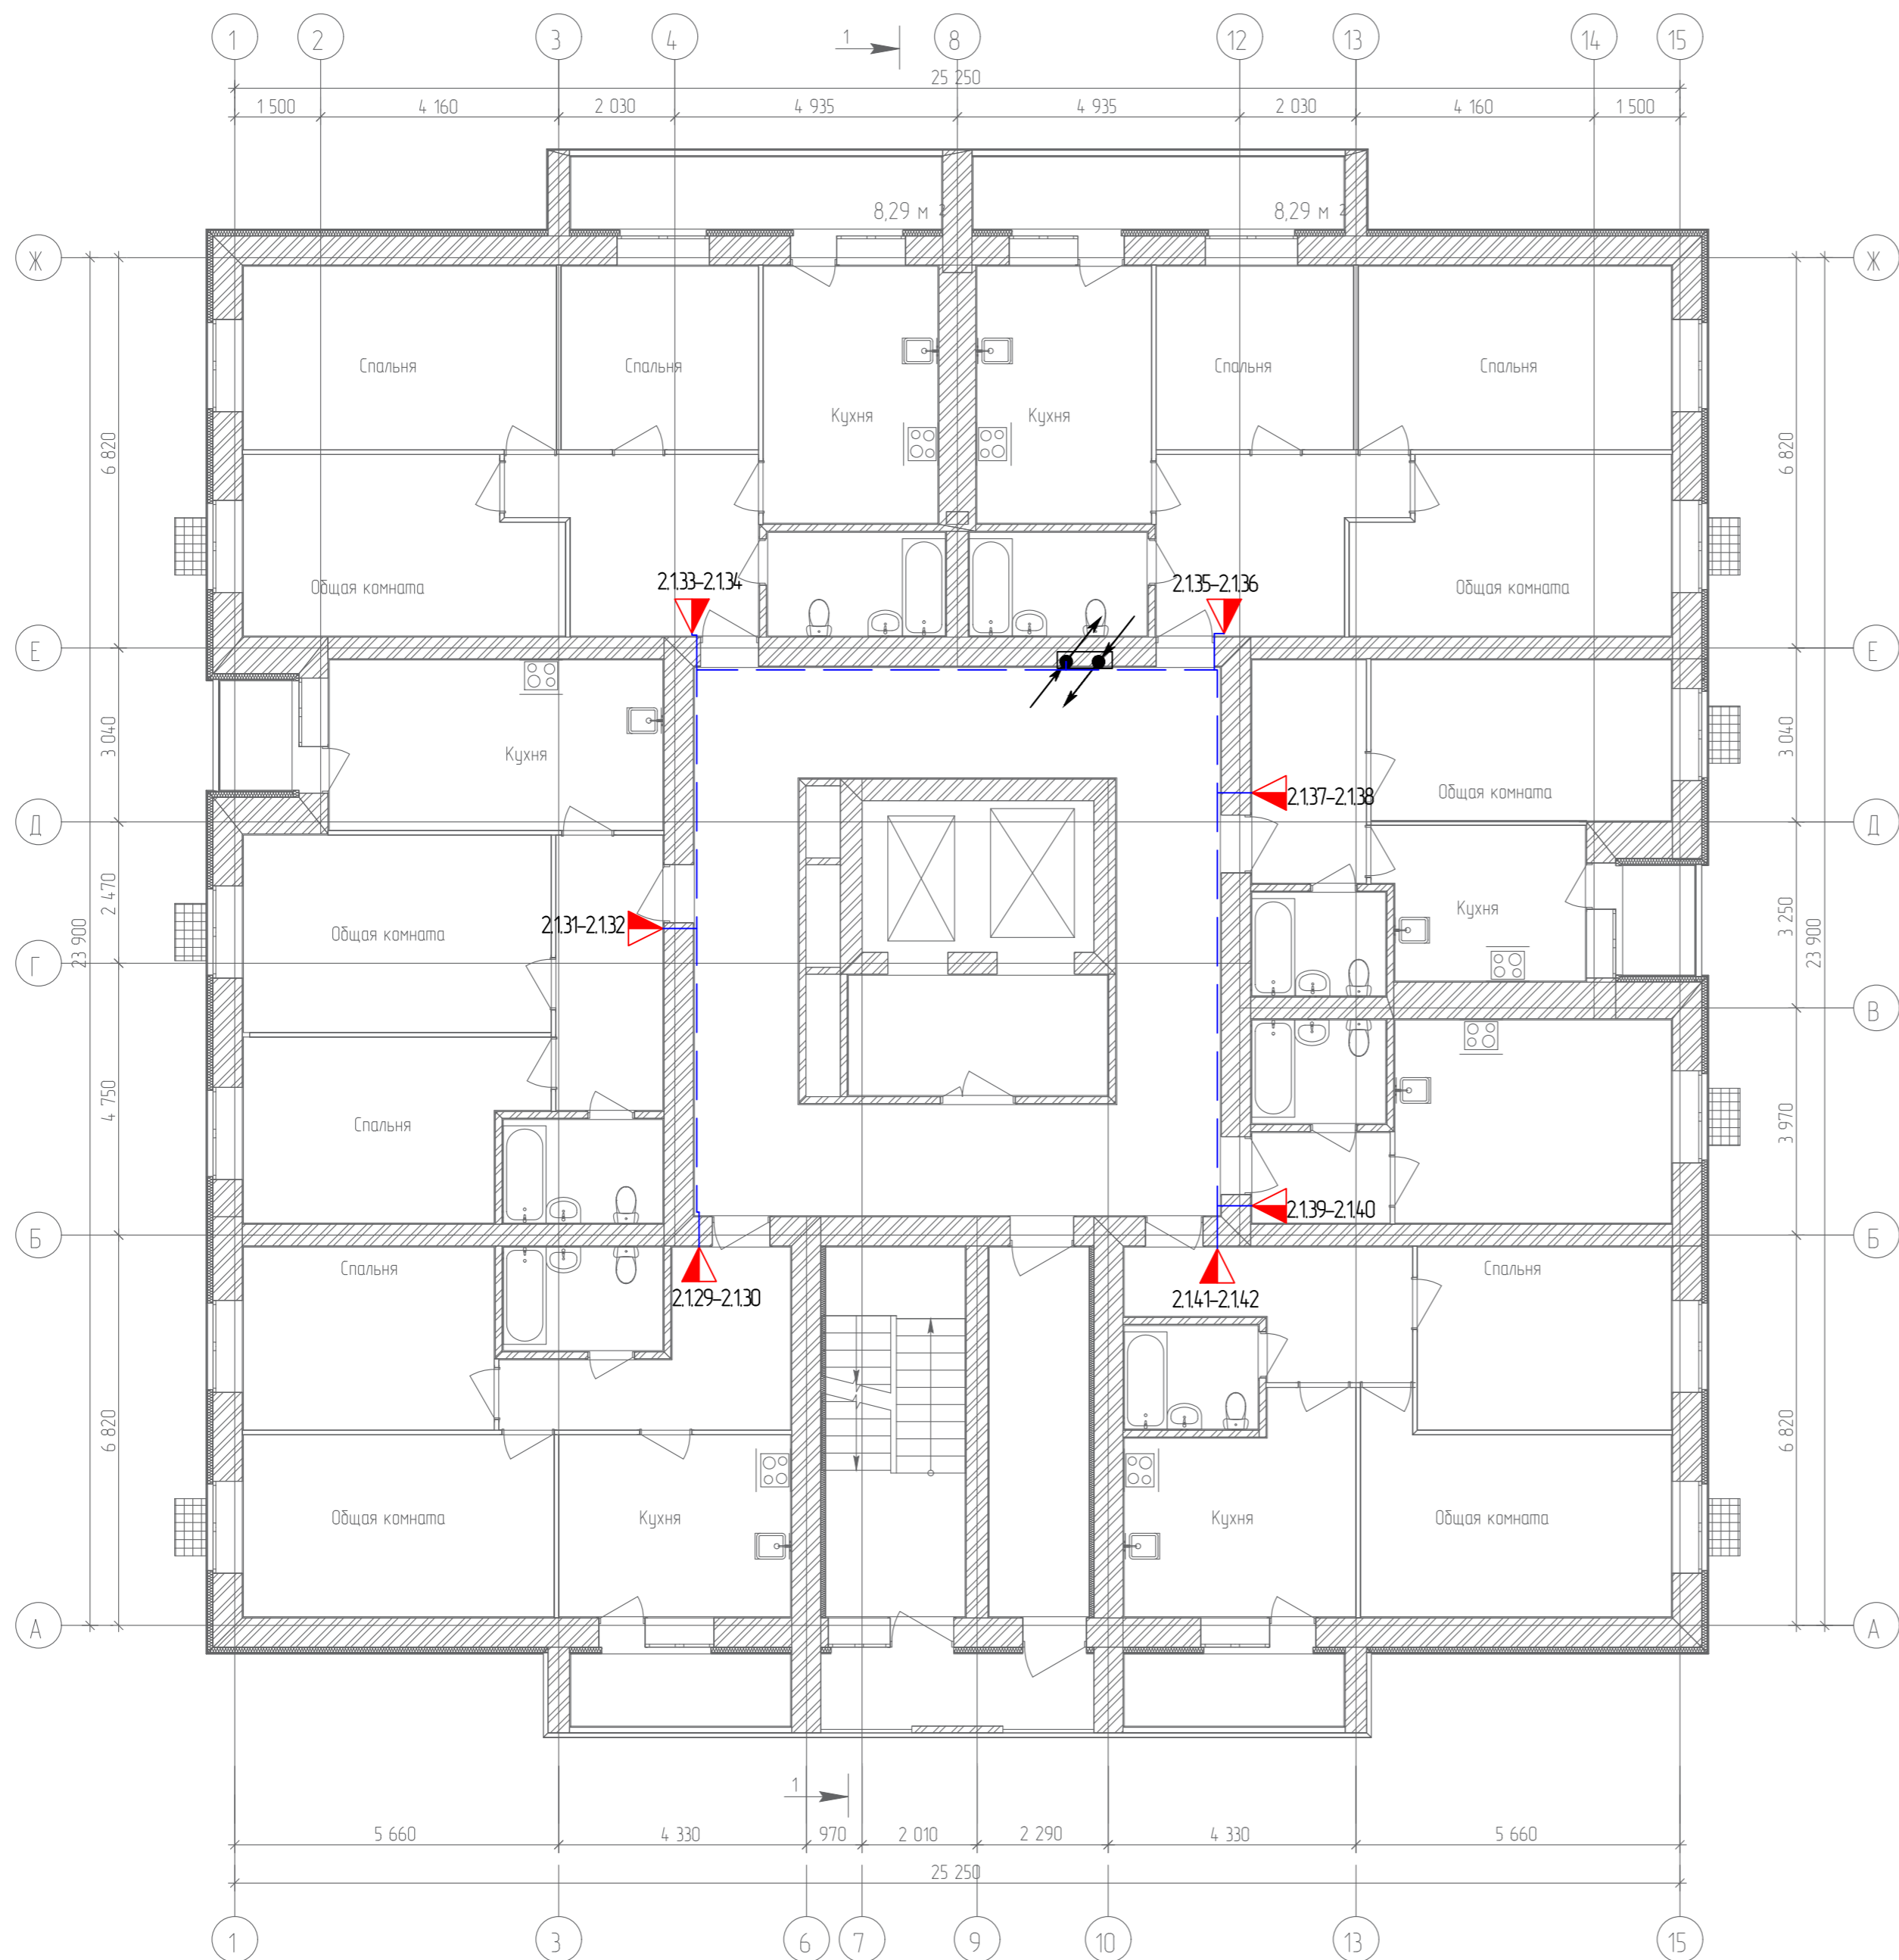 1 2 3 4 8 12 13 14 15
1
25 250
1 500 4 160 2 030 4 935 4 935 2 030 4 160 1 500
8,29 м 2 8,29 м 2
Ж Ж
Спальня Спальня Спальня Спальня
Кухня Кухня
6 820 6 820
2.1.33-2.1.34 2.1.35-2.1.36
Общая комната Общая комната
Е Е
3 040 Кухня 3 040
2.1.37-2.1.38 Общая комната
Д Д
2 470
Кухня
2.1.31-2.1.32
Общая комната
3 250
23 900 23 900
Г
В
4 750 Спальня 3 970
2.1.39-2.1.40
Б Б
Спальня Спальня
2.1.29-2.1.30 2.1.41-2.1.42
6 820 6 820
Общая комната Кухня Кухня Общая комната
А А
1
5 660 4 330 970 2 010 2 290 4 330 5 660
25 250
1 3 6 7 9 10 13 15